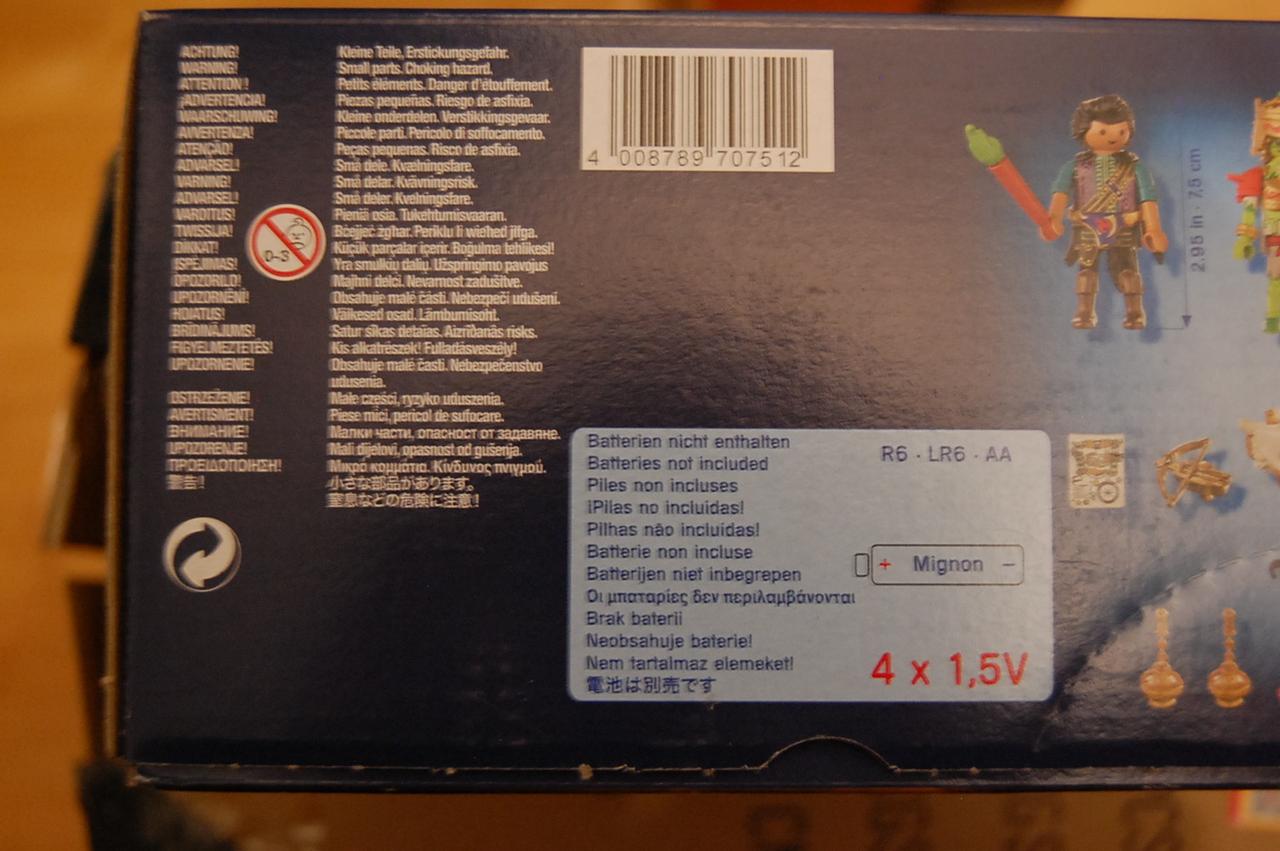 ACHTUNG! Kleine Teile, Erstickungsgefahr.
WARNING! Small parts. Choking hazard.
ATTENTION! Petits éléments. Danger d'étouffement.
¡ADVERTENCIA! Piezas pequeñas. Riesgo de asfixia.
WAARSCHUWING! Kleine onderdelen. Verstikkingsgevaar.
AVVERTENZA! Piccole parti. Pericolo di soffocamento.
ATENÇÃO! Peças pequenas. Risco de asfixia.
ADVARSEL! Små dele. Kvælningsfare.
VARNING! Små delar. Kvävningsrisk.
ADVARSEL! Små deler. Kvelningsfare.
VAROITUS! Pieniä osia. Tukehtumisvaaran.
TWISSIJA! Bċejjeċ żgħar. Periklu li wieħed jifga.
DİKKAT! Küçük parçalar içerir. Boğulma tehlikesi!
ISPĖJIMAS! Yra smulkių dalių. Užspringimo pavojus
OPOZORILO! Majhni delci. Nevarnost zadušitve.
UPOZORNĚNÍ! Obsahuje malé části. Nebezpečí udušení.
HOIATUS! Väikesed osad. Lämbumisoht.
BRĪDINĀJUMS! Satur sīkas detaļas. Aizrīšanās risks.
FIGYELMEZTETÉS! Kis alkatrészek! Fulladásveszély!
UPOZORNENIE! Obsahuje malé časti. Nebezpečenstvo
udusenia.
OSTRZEŻENIE! Małe części, ryzyko uduszenia.
AVERTISMENT! Piese mici, pericol de sufocare.
ВНИМАНИЕ! Малки части, опасност от задавяне.
UPOZORENJE! Mali dijelovi, opasnost od gušenja.
ΠΡΟΕΙΔΟΠΟΙΗΣΗ! Μικρά κομμάτια. Κίνδυνος πνιγμού.
警告! 小さな部品があります。
窒息などの危険に注意!
0-3
4 008789 707512
2.95 in · 7,5 cm
Batterien nicht enthalten
Batteries not included
Piles non incluses
¡Pilas no incluidas!
Pilhas não incluidas!
Batterie non incluse
Batterijen niet inbegrepen
Οι μπαταρίες δεν περιλαμβάνονται
Brak baterii
Neobsahuje baterie!
Nem tartalmaz elemeket!
電池は別売です
R6 · LR6 · AA
+ Mignon −
4 x 1,5V